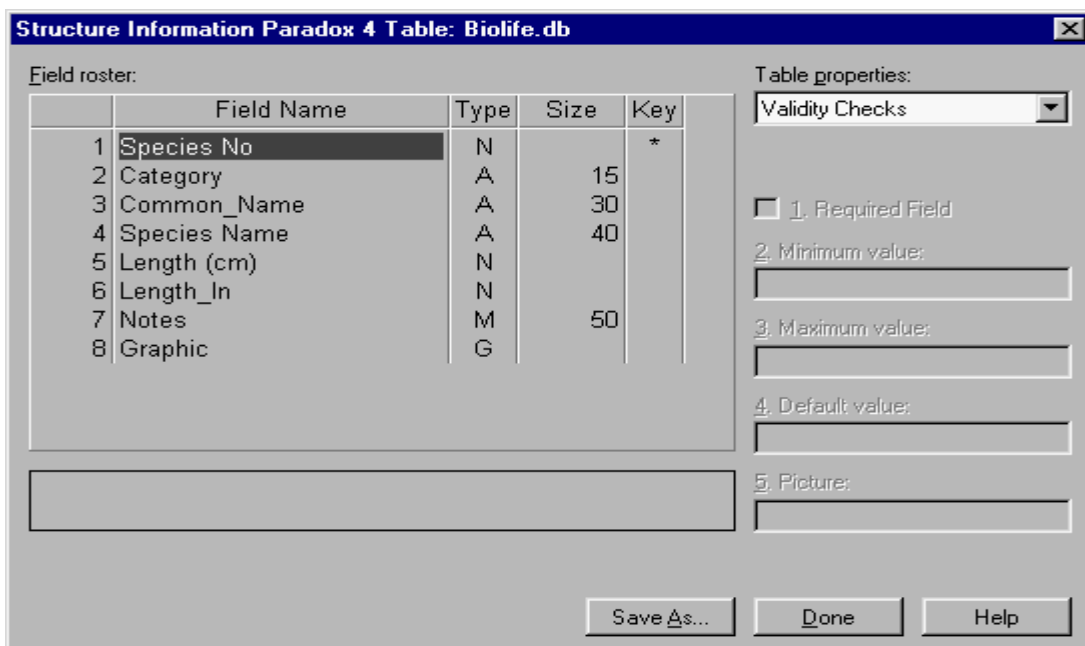 Structure Information Paradox 4 Table: Biolife.db
Field roster:
Field Name Type Size Key
1 Species No N *
2 Category A 15
3 Common_Name A 30
4 Species Name A 40
5 Length (cm) N
6 Length_In N
7 Notes M 50
8 Graphic G
Table properties:
Validity Checks
1. Required Field
2. Minimum value:
3. Maximum value:
4. Default value:
5. Picture:
Save As... Done Help